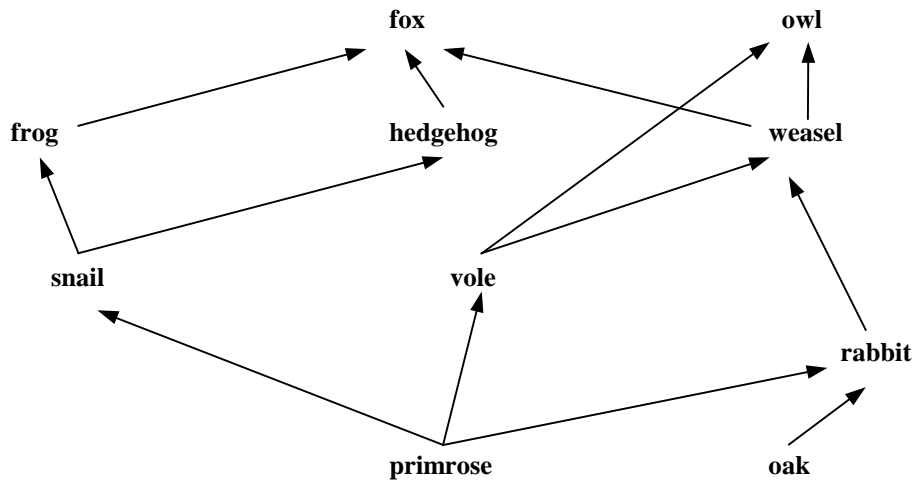 fox
owl
frog
hedgehog
weasel
snail
vole
rabbit
primrose
oak